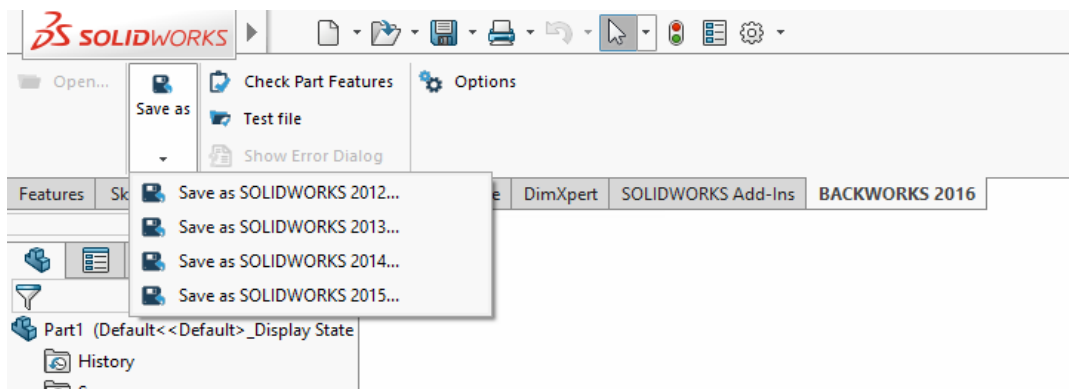 SOLIDWORKS
Open...
Save as
Check Part Features
Test file
Show Error Dialog
Options
Features
Sk
e
DimXpert
SOLIDWORKS Add-Ins
BACKWORKS 2016
Save as SOLIDWORKS 2012...
Save as SOLIDWORKS 2013...
Save as SOLIDWORKS 2014...
Save as SOLIDWORKS 2015...
Part1 (Default<<Default>_Display State
History